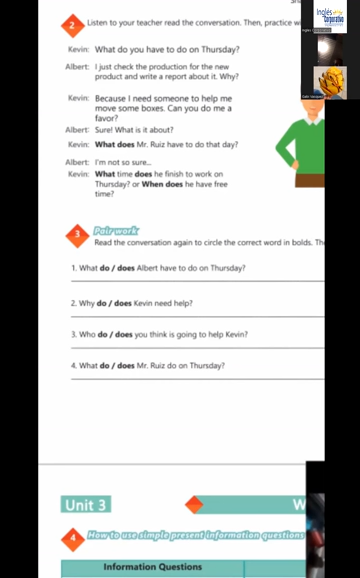 Inglés
Corporativo
2 Listen to your teacher read the conversation. Then, practice wi
Kevin: What do you have to do on Thursday?
Albert: I just check the production for the new
product and write a report about it. Why?
Kevin: Because I need someone to help me
move some boxes. Can you do me a
favor?
Albert: Sure! What is it about?
Kevin: What does Mr. Ruiz have to do that day?
Albert: I'm not so sure...
Kevin: What time does he finish to work on
Thursday? or When does he have free
time?
3 Pair work
Read the conversation again to circle the correct word in bolds. Th
1. What do / does Albert have to do on Thursday?
2. Why do / does Kevin need help?
3. Who do / does you think is going to help Kevin?
4. What do / does Mr. Ruiz do on Thursday?
Unit 3 W
4 How to use simple present information questions
Information Questions